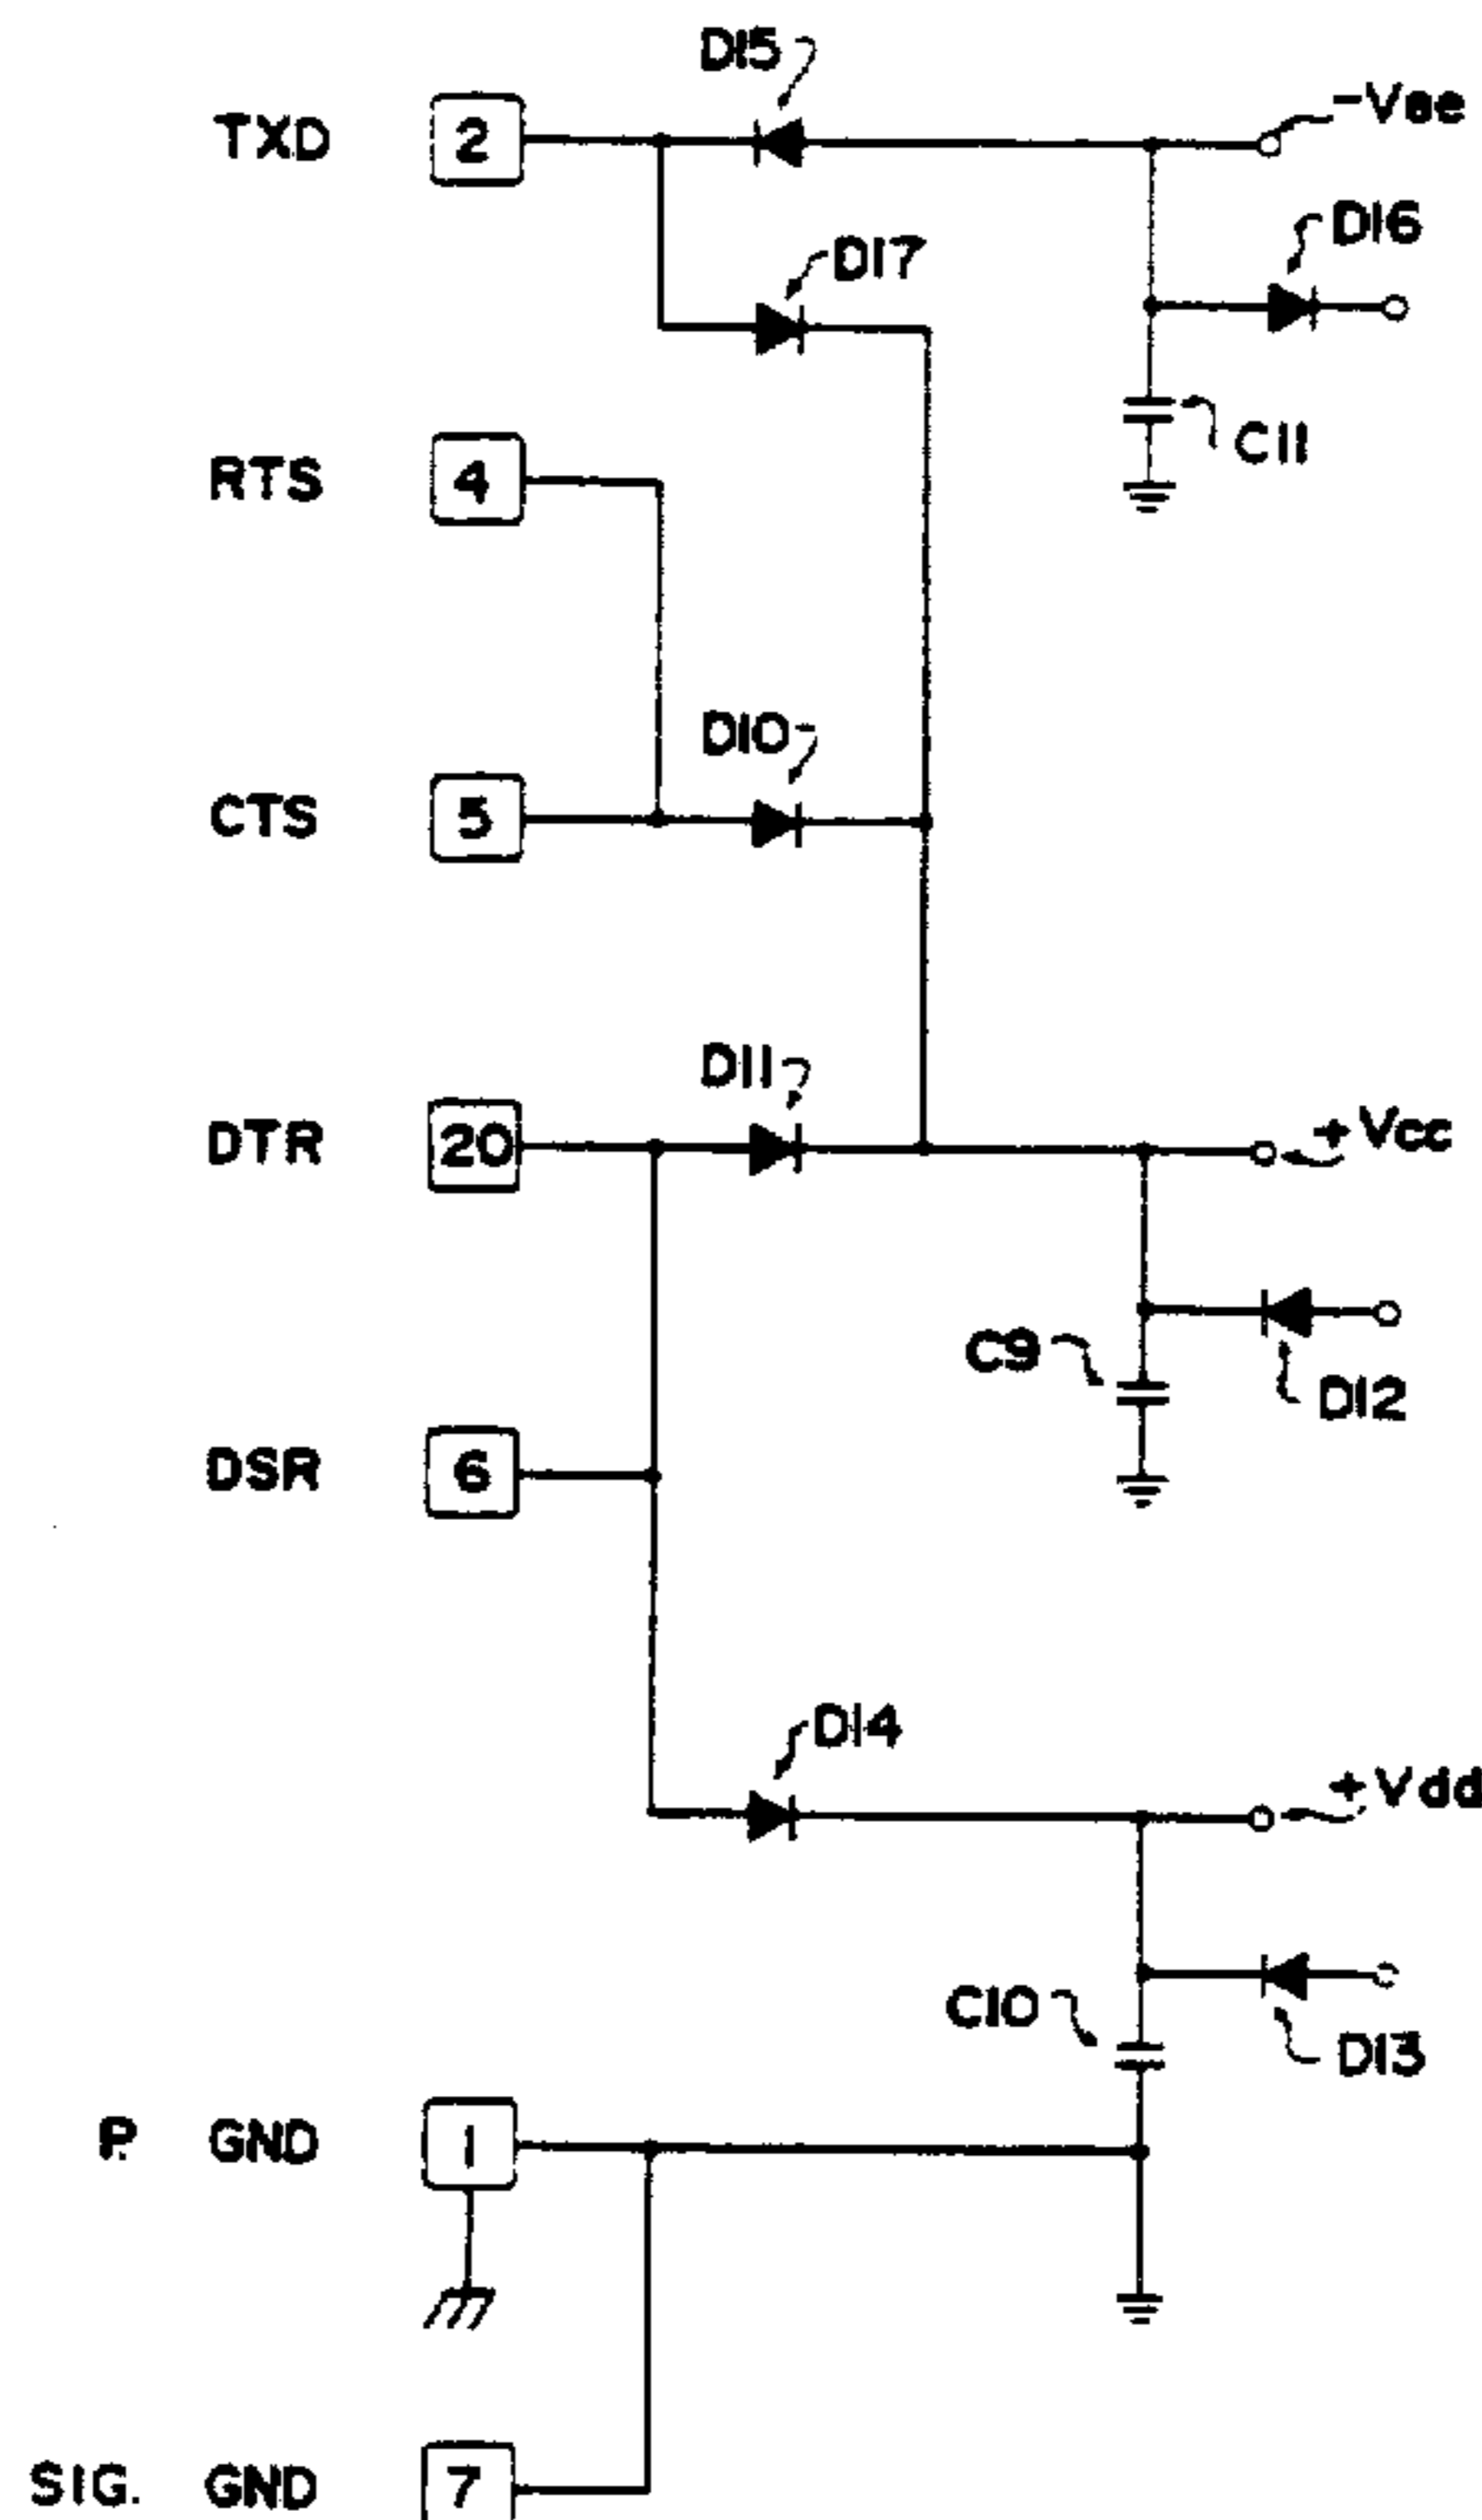 D15
-Vee
TXD 2
D16
D17
C11
RTS 4
D10
CTS 5
D11
+Vcc
DTR 20
C9
D12
DSR 6
D14
+Vdd
C10
D13
P. GND 1
SIG. GND 7